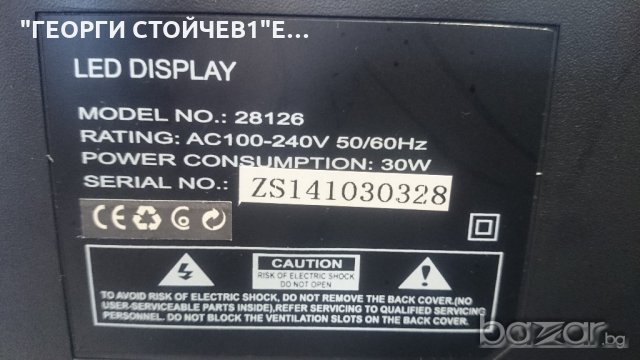 "ГЕОРГИ СТОЙЧЕВ1"Е...
LED DISPLAY
MODEL NO.: 28126
RATING: AC100-240V 50/60Hz
POWER CONSUMPTION: 30W
SERIAL NO.: ZS141030328
CE
CAUTION
RISK OF ELECTRIC SHOCK
DO NOT OPEN
TO AVOID RISK OF ELECTRIC SHOCK, DO NOT REMOVE THE BACK COVER.(NO
USER-SERVICEABLE PARTS INSIDE),REFER SERVICING TO QUALIFIED SERVICING
PERSONNEL. DO NOT BLOCK THE VENTILATION SLOTS ON THE BACK COVER.
bazar.bg